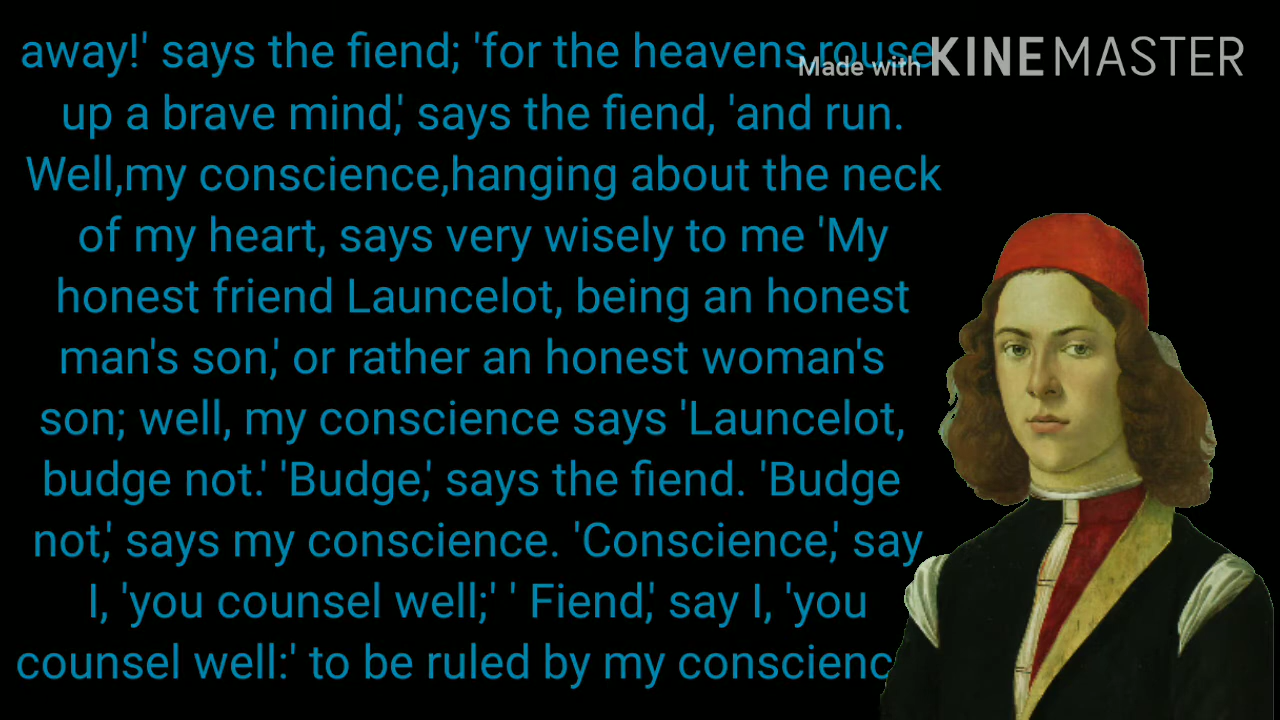 away!' says the fiend; 'for the heavens,rouse
Made with KINEMASTER
up a brave mind,' says the fiend, 'and run.
Well,my conscience,hanging about the neck
of my heart, says very wisely to me 'My
honest friend Launcelot, being an honest
man's son,' or rather an honest woman's
son; well, my conscience says 'Launcelot,
budge not.' 'Budge,' says the fiend. 'Budge
not,' says my conscience. 'Conscience,' say
I, 'you counsel well;' ' Fiend,' say I, 'you
counsel well:' to be ruled by my conscienc